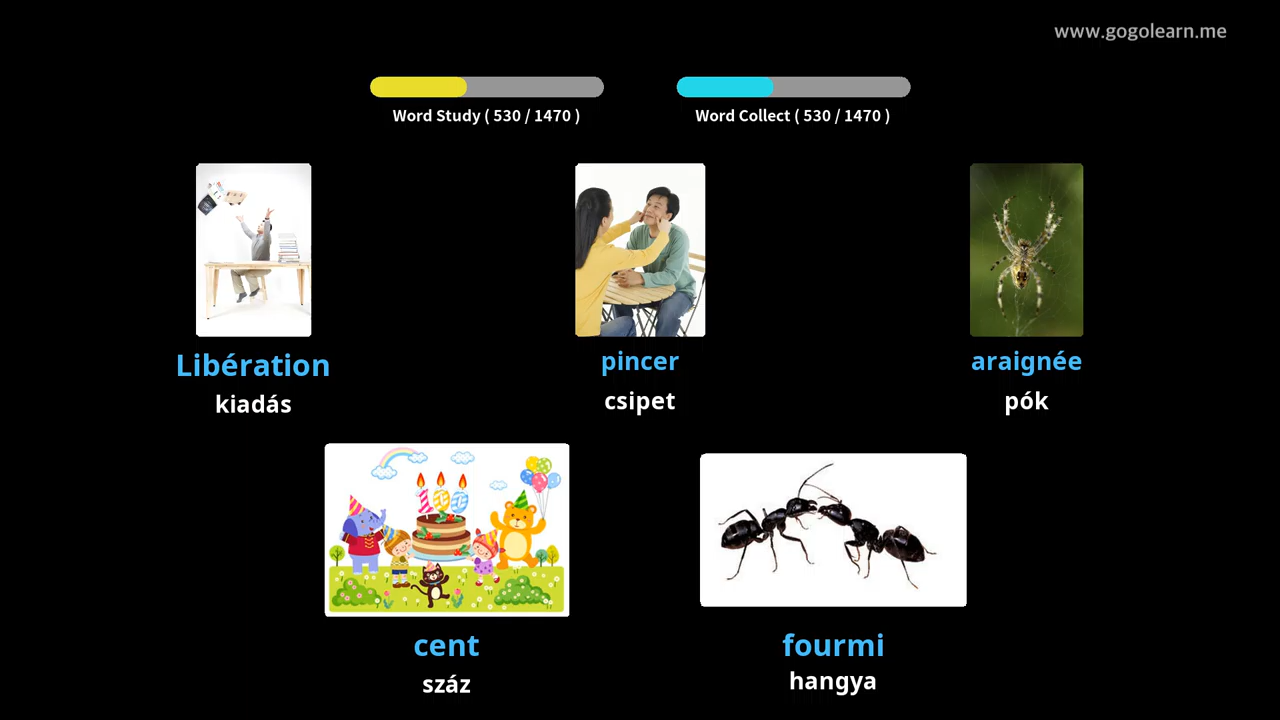 www.gogolearn.me
Word Study ( 530 / 1470 )
Word Collect ( 530 / 1470 )
Libération
kiadás
pincer
csipet
araignée
pók
100
cent
száz
fourmi
hangya